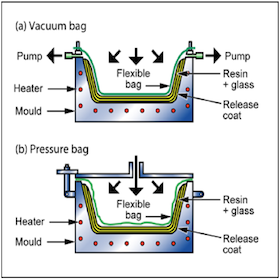 (a) Vacuum bag
Pump
Pump
Flexible
bag
Resin
+ glass
Heater
Mould
Release
coat
(b) Pressure bag
Flexible
bag
Resin
+ glass
Heater
Mould
Release
coat